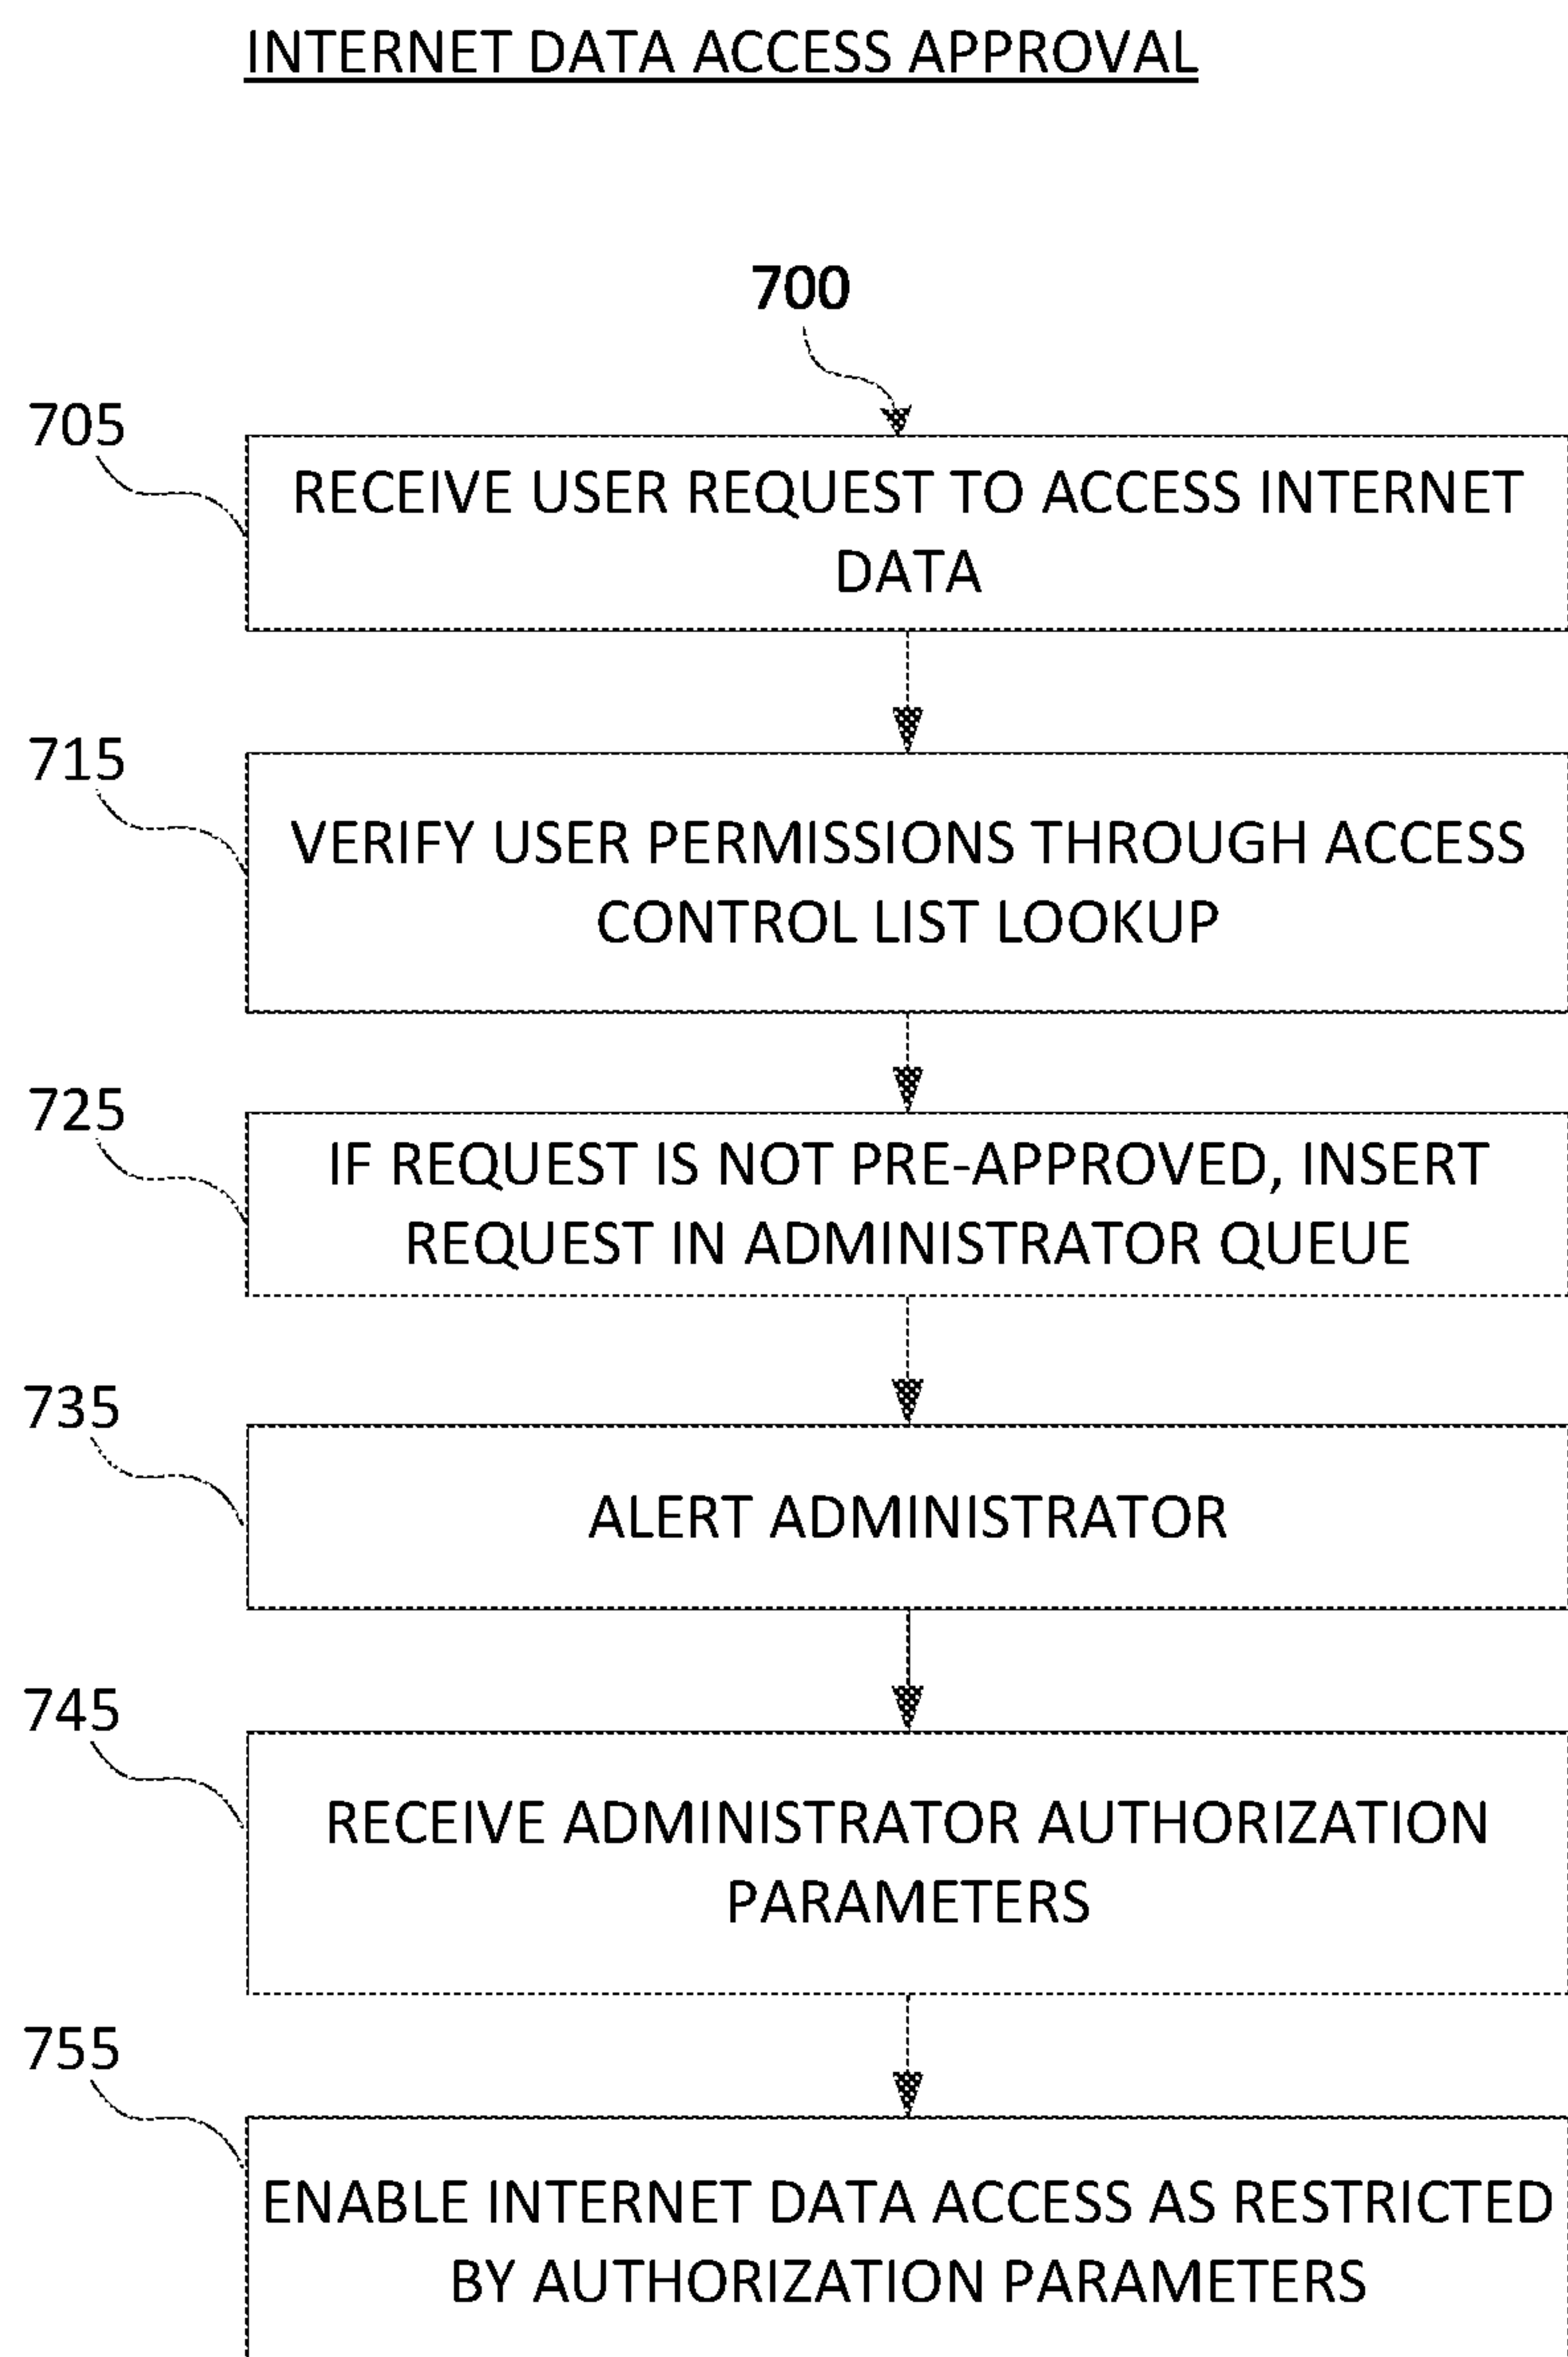 INTERNET DATA ACCESS APPROVAL
700
705
RECEIVE USER REQUEST TO ACCESS INTERNET
DATA
715
VERIFY USER PERMISSIONS THROUGH ACCESS
CONTROL LIST LOOKUP
725
IF REQUEST IS NOT PRE-APPROVED, INSERT
REQUEST IN ADMINISTRATOR QUEUE
735
ALERT ADMINISTRATOR
745
RECEIVE ADMINISTRATOR AUTHORIZATION
PARAMETERS
755
ENABLE INTERNET DATA ACCESS AS RESTRICTED
BY AUTHORIZATION PARAMETERS